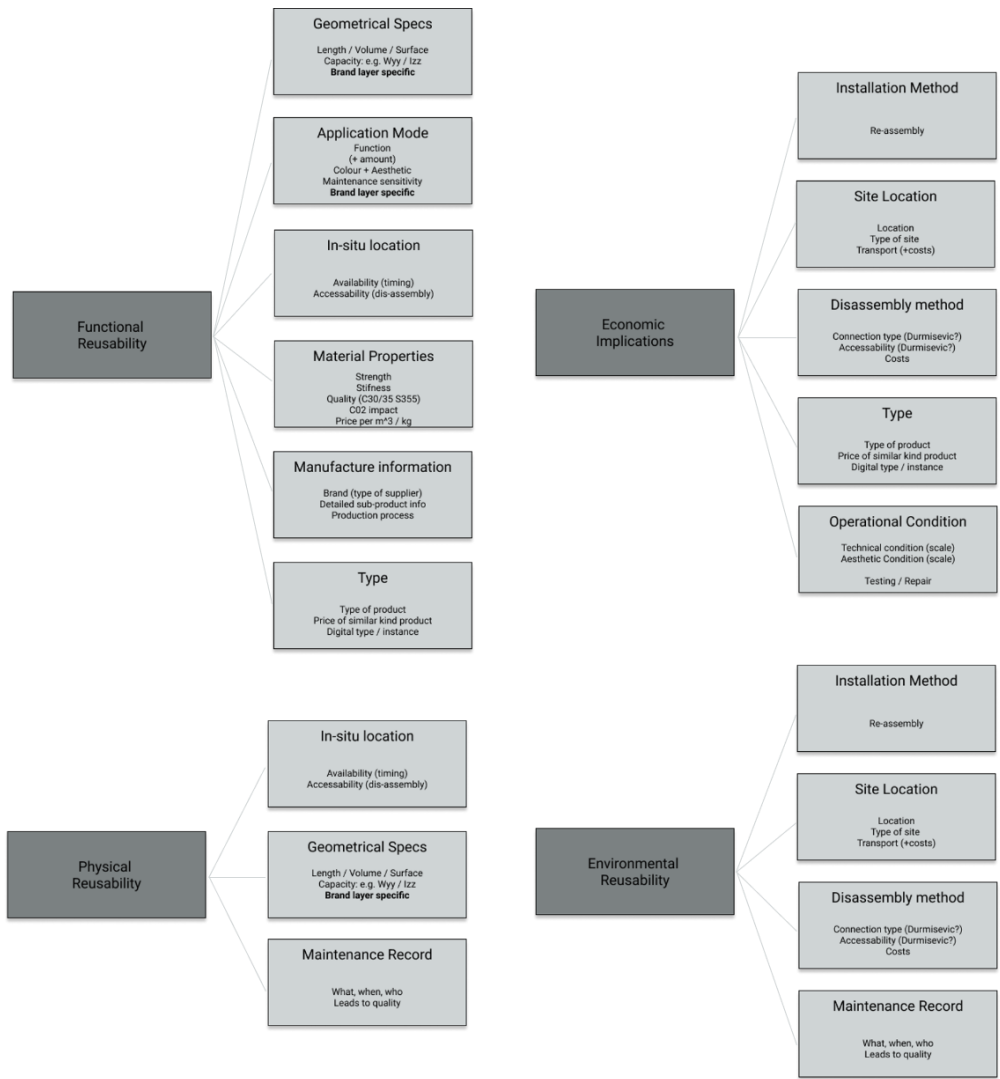 Functional
Reusability
Geometrical Specs
Length / Volume / Surface
Capacity: e.g. Wyy / Izz
Brand layer specific
Application Mode
Function
(+ amount)
Colour + Aesthetic
Maintenance sensitivity
Brand layer specific
In-situ location
Availability (timing)
Accessability (dis-assembly)
Material Properties
Strength
Stifness
Quality (C30/35 S355)
C02 impact
Price per m^3 / kg
Manufacture information
Brand (type of supplier)
Detailed sub-product info
Production process
Type
Type of product
Price of similar kind product
Digital type / instance
Economic
Implications
Installation Method
Re-assembly
Site Location
Location
Type of site
Transport (+costs)
Disassembly method
Connection type (Durmisevic?)
Accessability (Durmisevic?)
Costs
Type
Type of product
Price of similar kind product
Digital type / instance
Operational Condition
Technical condition (scale)
Aesthetic Condition (scale)
Testing / Repair
Physical
Reusability
In-situ location
Availability (timing)
Accessability (dis-assembly)
Geometrical Specs
Length / Volume / Surface
Capacity: e.g. Wyy / Izz
Brand layer specific
Maintenance Record
What, when, who
Leads to quality
Environmental
Reusability
Installation Method
Re-assembly
Site Location
Location
Type of site
Transport (+costs)
Disassembly method
Connection type (Durmisevic?)
Accessability (Durmisevic?)
Costs
Maintenance Record
What, when, who
Leads to quality